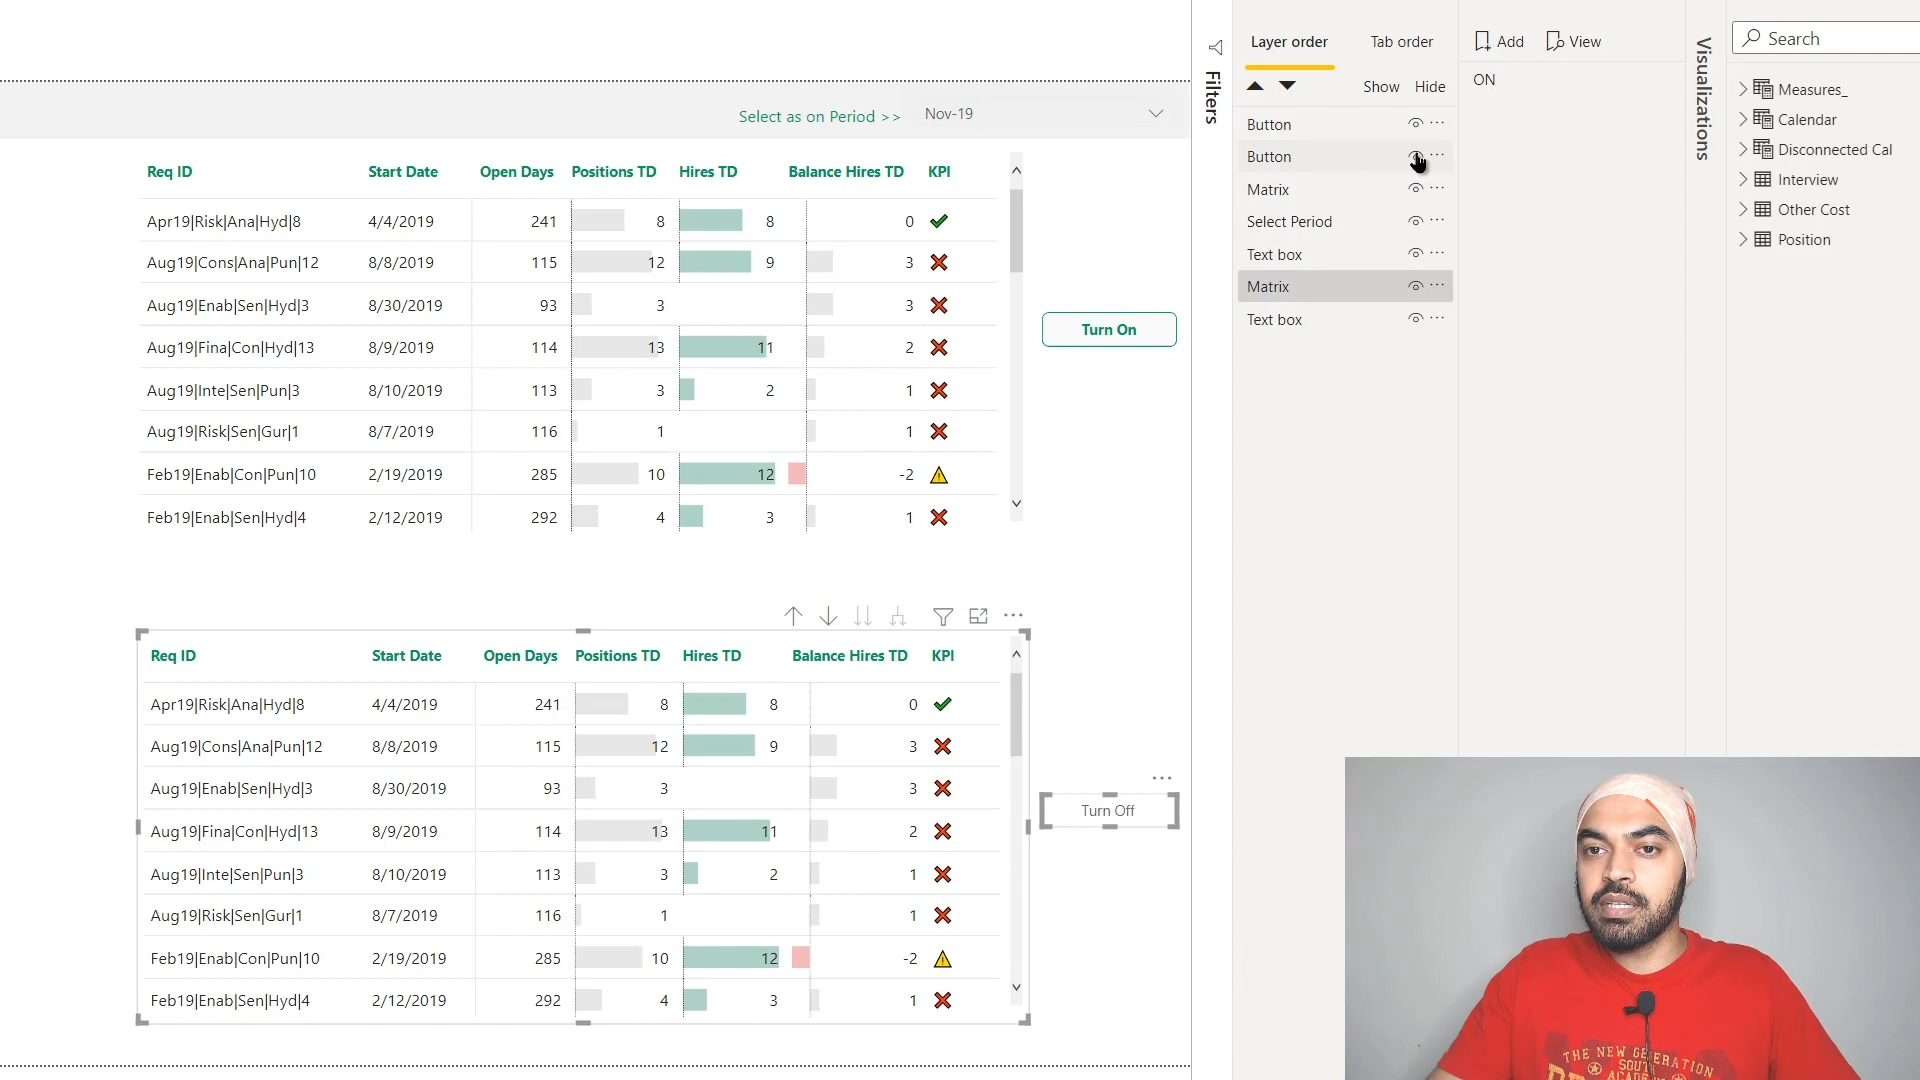 Select as on Period >> Nov-19
Req ID Start Date Open Days Positions TD Hires TD Balance Hires TD KPI
Apr19|Risk|Ana|Hyd|8 4/4/2019 241 8 8 0
Aug19|Cons|Ana|Pun|12 8/8/2019 115 12 9 3
Aug19|Enab|Sen|Hyd|3 8/30/2019 93 3 3
Aug19|Fina|Con|Hyd|13 8/9/2019 114 13 11 2
Aug19|Inte|Sen|Pun|3 8/10/2019 113 3 2 1
Aug19|Risk|Sen|Gur|1 8/7/2019 116 1 1
Feb19|Enab|Con|Pun|10 2/19/2019 285 10 12 -2
Feb19|Enab|Sen|Hyd|4 2/12/2019 292 4 3 1
Turn On
Req ID Start Date Open Days Positions TD Hires TD Balance Hires TD KPI
Apr19|Risk|Ana|Hyd|8 4/4/2019 241 8 8 0
Aug19|Cons|Ana|Pun|12 8/8/2019 115 12 9 3
Aug19|Enab|Sen|Hyd|3 8/30/2019 93 3 3
Aug19|Fina|Con|Hyd|13 8/9/2019 114 13 11 2
Aug19|Inte|Sen|Pun|3 8/10/2019 113 3 2 1
Aug19|Risk|Sen|Gur|1 8/7/2019 116 1 1
Feb19|Enab|Con|Pun|10 2/19/2019 285 10 12 -2
Feb19|Enab|Sen|Hyd|4 2/12/2019 292 4 3 1
Turn Off
Filters
Layer order Tab order
Show Hide
Button
Button
Matrix
Select Period
Text box
Matrix
Text box
Add View
ON
Visualizations
Search
Measures_
Calendar
Disconnected Cal
Interview
Other Cost
Position
THE NEW GENERATION